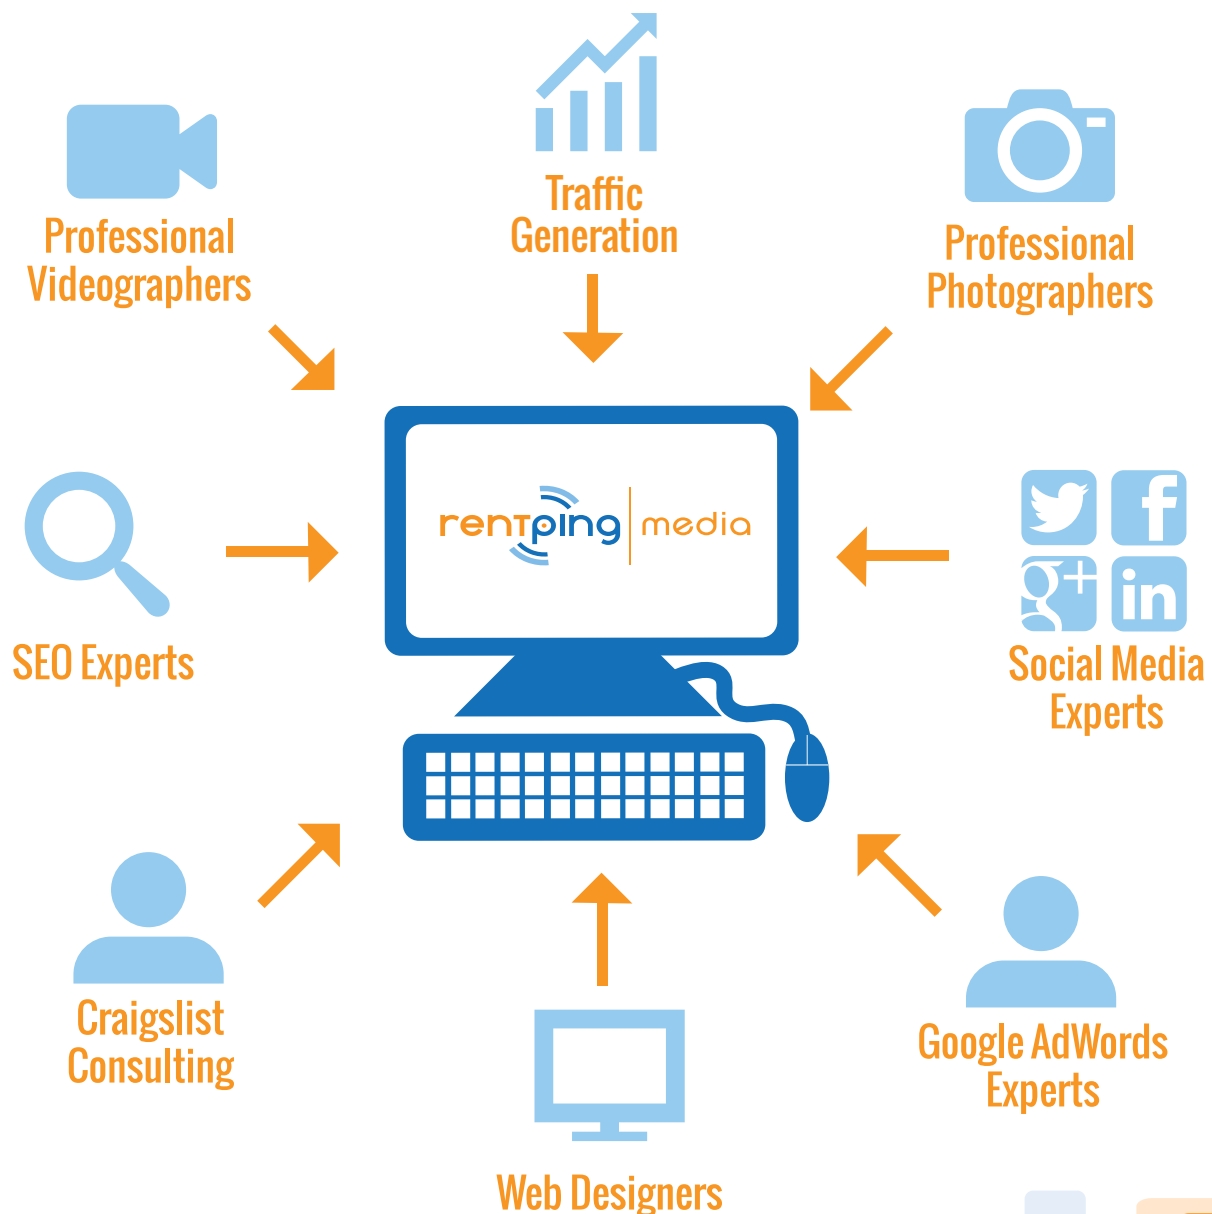 Traffic
Generation
Professional
Videographers
Professional
Photographers
rentping | media
SEO Experts
Social Media
Experts
Craigslist
Consulting
Google AdWords
Experts
Web Designers